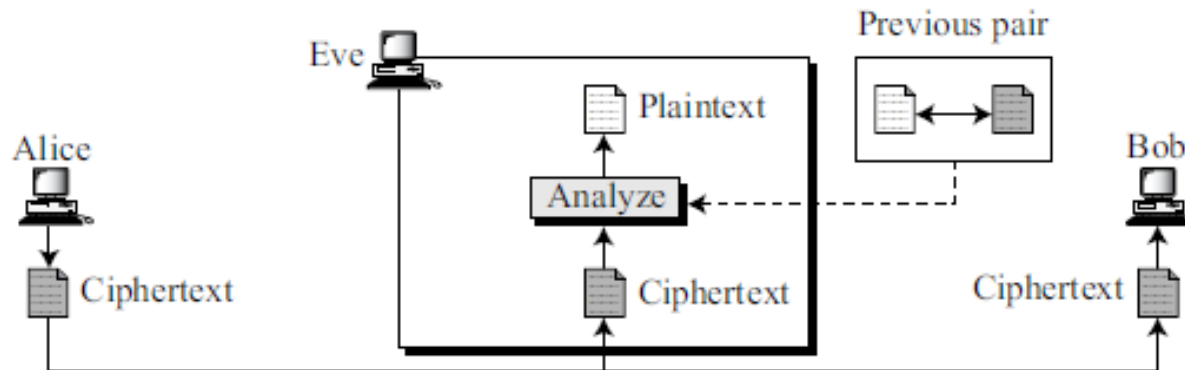 Previous pair
Eve
Plaintext
Alice
Bob
Analyze
Ciphertext
Ciphertext
Ciphertext